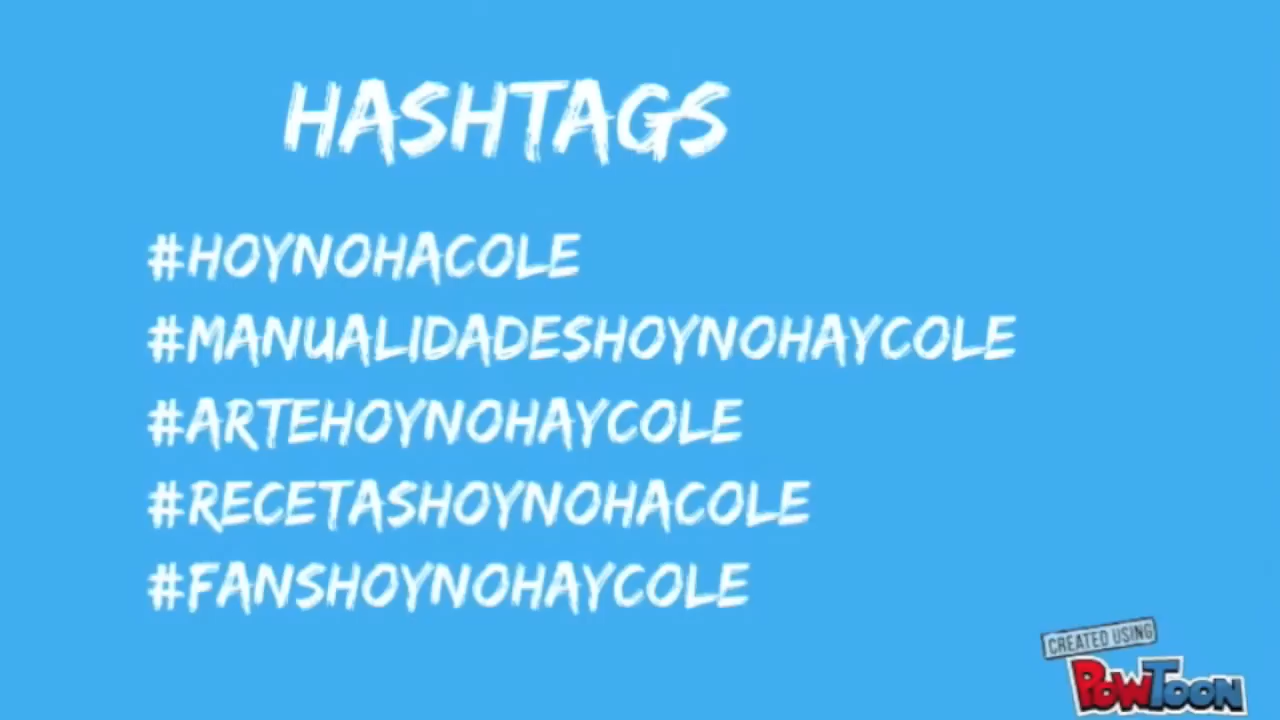 HASHTAGS
#HOYNOHACOLE
#MANUALIDADESHOYNOHAYCOLE
#ARTEHOYNOHAYCOLE
#RECETASHOYNOHACOLE
#FANSHOYNOHAYCOLE
CREATED USING
POWTOON